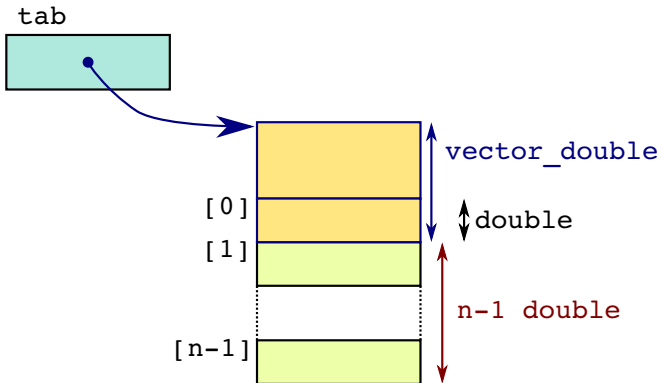 tab
vector_double
[0]
double
[1]
n-1 double
[n-1]